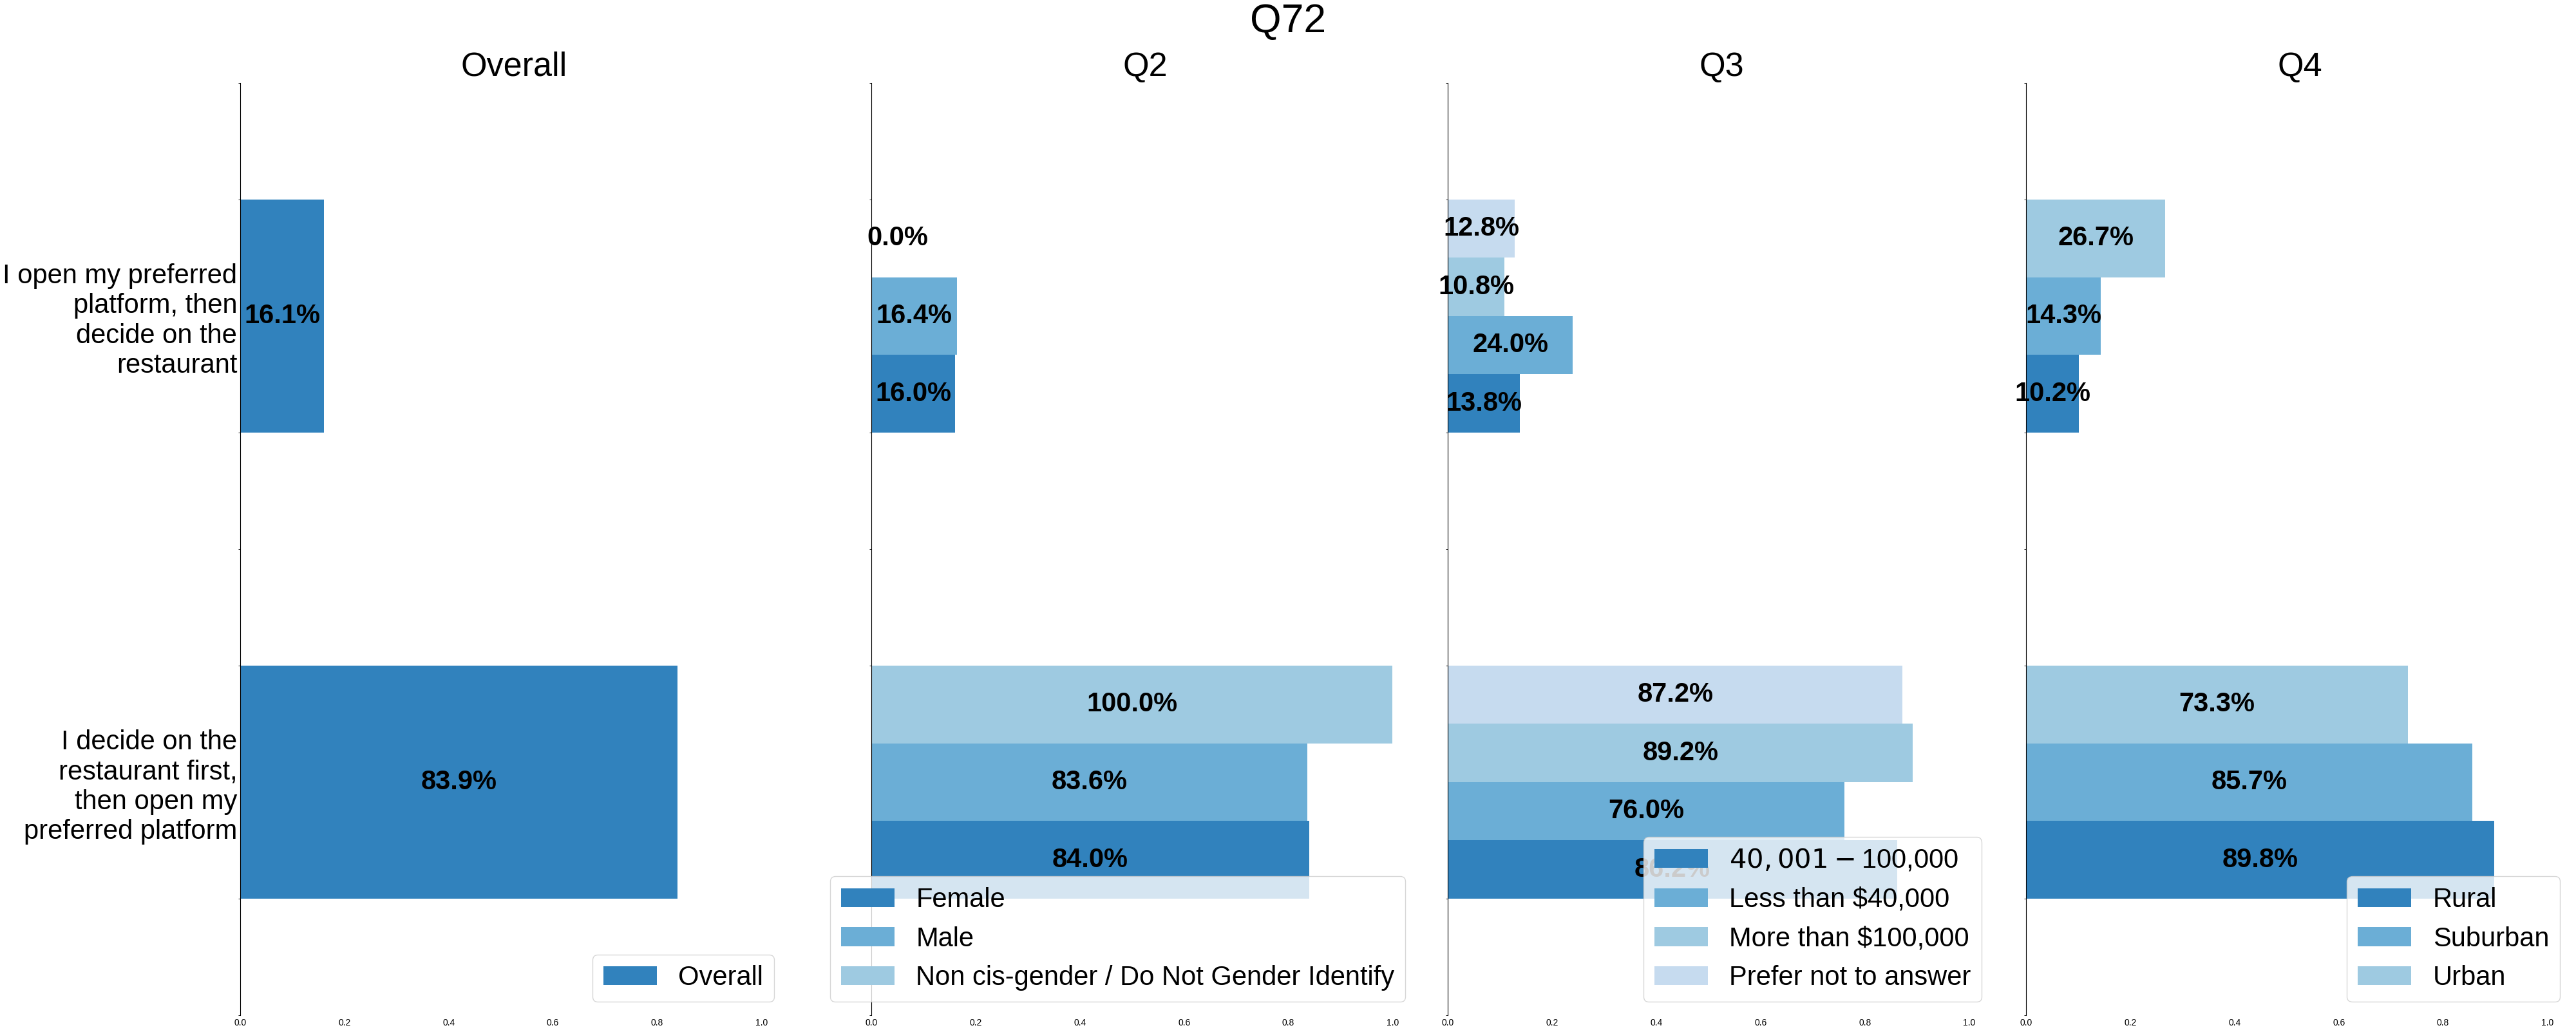 Q72
Overall
I open my preferred
platform, then
decide on the
restaurant
I decide on the
restaurant first,
then open my
preferred platform
16.1%
83.9%
Overall
0.0 0.2 0.4 0.6 0.8 1.0
Q2
0.0%
16.4%
16.0%
100.0%
83.6%
84.0%
Female
Male
Non cis-gender / Do Not Gender Identify
0.0 0.2 0.4 0.6 0.8 1.0
Q3
12.8%
10.8%
24.0%
13.8%
87.2%
89.2%
76.0%
86.2%
40,001 − 100,000
Less than $40,000
More than $100,000
Prefer not to answer
0.0 0.2 0.4 0.6 0.8 1.0
Q4
26.7%
14.3%
10.2%
73.3%
85.7%
89.8%
Rural
Suburban
Urban
0.0 0.2 0.4 0.6 0.8 1.0